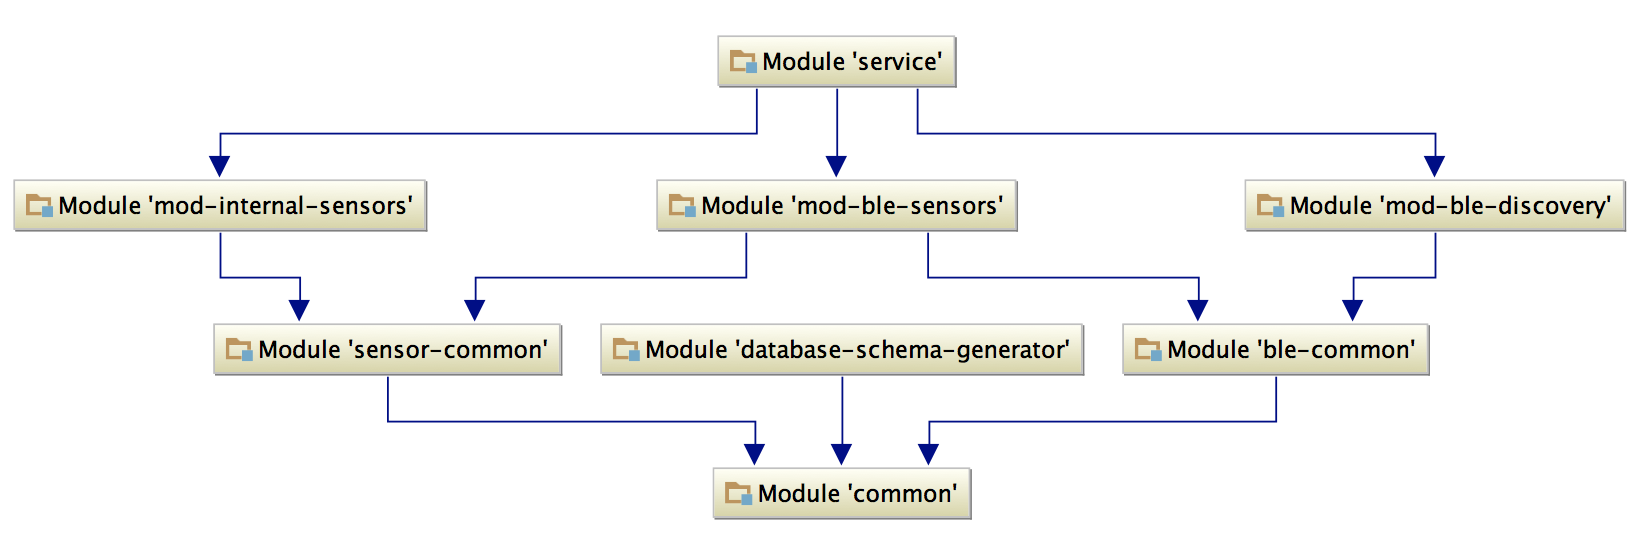 Module 'service'
Module 'mod-internal-sensors'
Module 'mod-ble-sensors'
Module 'mod-ble-discovery'
Module 'sensor-common'
Module 'database-schema-generator'
Module 'ble-common'
Module 'common'